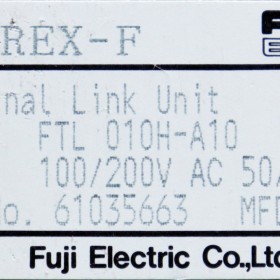 REX-F
nal Link Unit
FTL 010H-A10
100/200V AC 50/
o. 61035663 MF
Fuji Electric Co.,Ltd